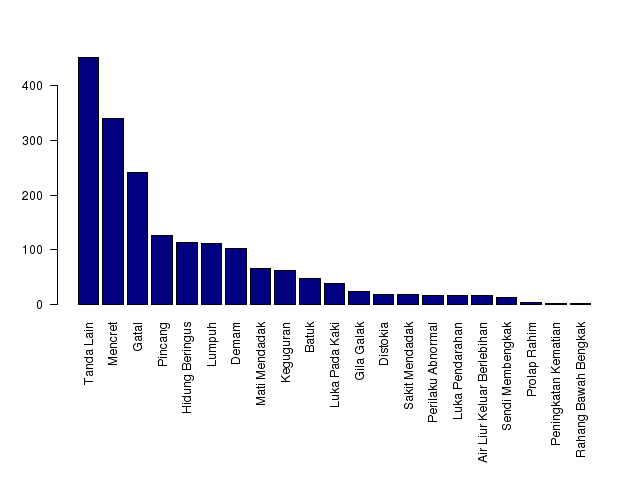 400
300
200
100
0
Tanda Lain
Mencret
Gatal
Pincang
Hidung Beringus
Lumpuh
Demam
Mati Mendadak
Keguguran
Batuk
Luka Pada Kaki
Gila Galak
Distokia
Sakit Mendadak
Perilaku Abnormal
Luka Pendarahan
Air Liur Keluar Berlebihan
Sendi Membengkak
Prolap Rahim
Peningkatan Kematian
Rahang Bawah Bengkak